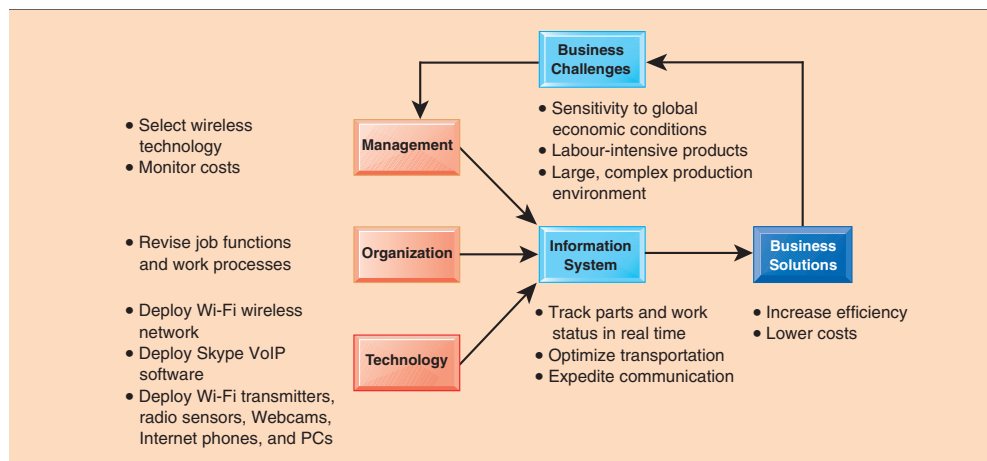 Business
Challenges
• Sensitivity to global
economic conditions
• Labour-intensive products
• Large, complex production
environment
• Select wireless
technology
• Monitor costs
Management
• Revise job functions
and work processes
Organization
Information
System
Business
Solutions
• Deploy Wi-Fi wireless
network
• Deploy Skype VoIP
software
• Deploy Wi-Fi transmitters,
radio sensors, Webcams,
Internet phones, and PCs
Technology
• Track parts and work
status in real time
• Optimize transportation
• Expedite communication
• Increase efficiency
• Lower costs